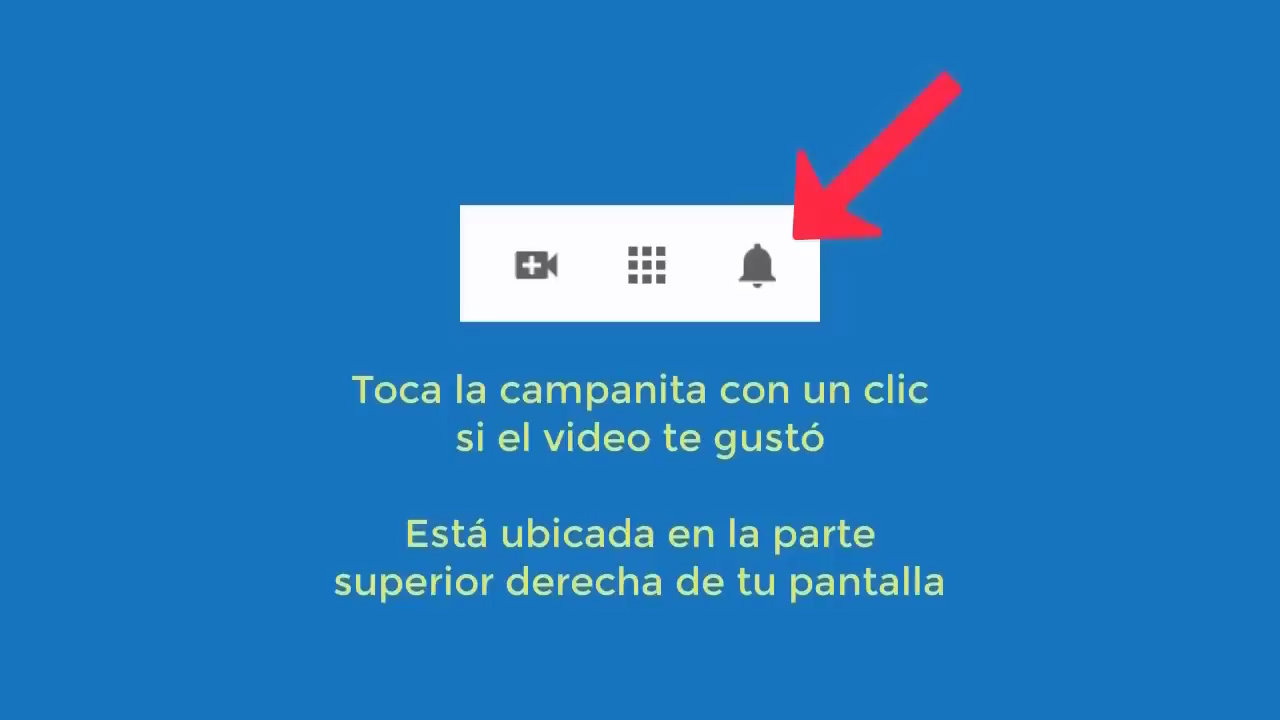 Toca la campanita con un clic
si el video te gustó
Está ubicada en la parte
superior derecha de tu pantalla